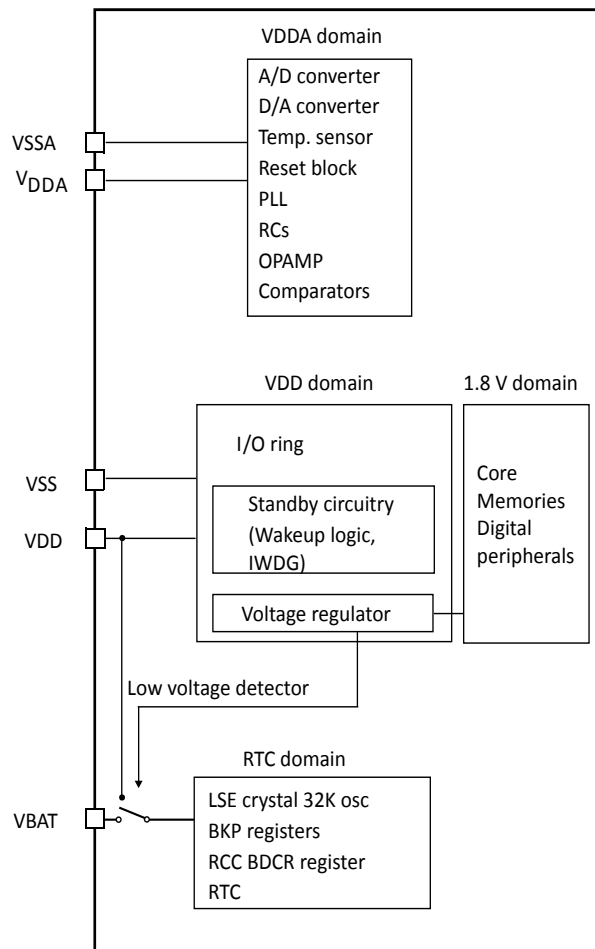 VDDA domain
A/D converter
D/A converter
Temp. sensor
Reset block
PLL
RCs
OPAMP
Comparators
VSSA
VDDA
VDD domain
1.8 V domain
I/O ring
Standby circuitry
(Wakeup logic,
IWDG)
Voltage regulator
Core
Memories
Digital
peripherals
VSS
VDD
Low voltage detector
RTC domain
LSE crystal 32K osc
BKP registers
RCC BDCR register
RTC
VBAT